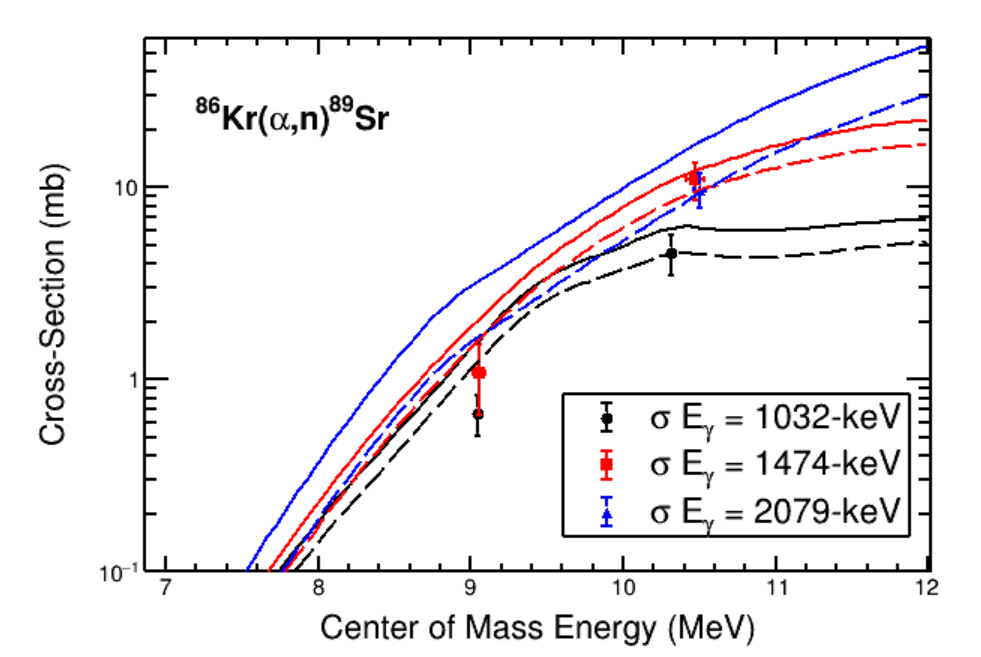 ⁸⁶Kr(α,n)⁸⁹Sr
Cross-Section (mb)
10
1
10⁻¹
σ Eγ = 1032-keV
σ Eγ = 1474-keV
σ Eγ = 2079-keV
7 8 9 10 11 12
Center of Mass Energy (MeV)